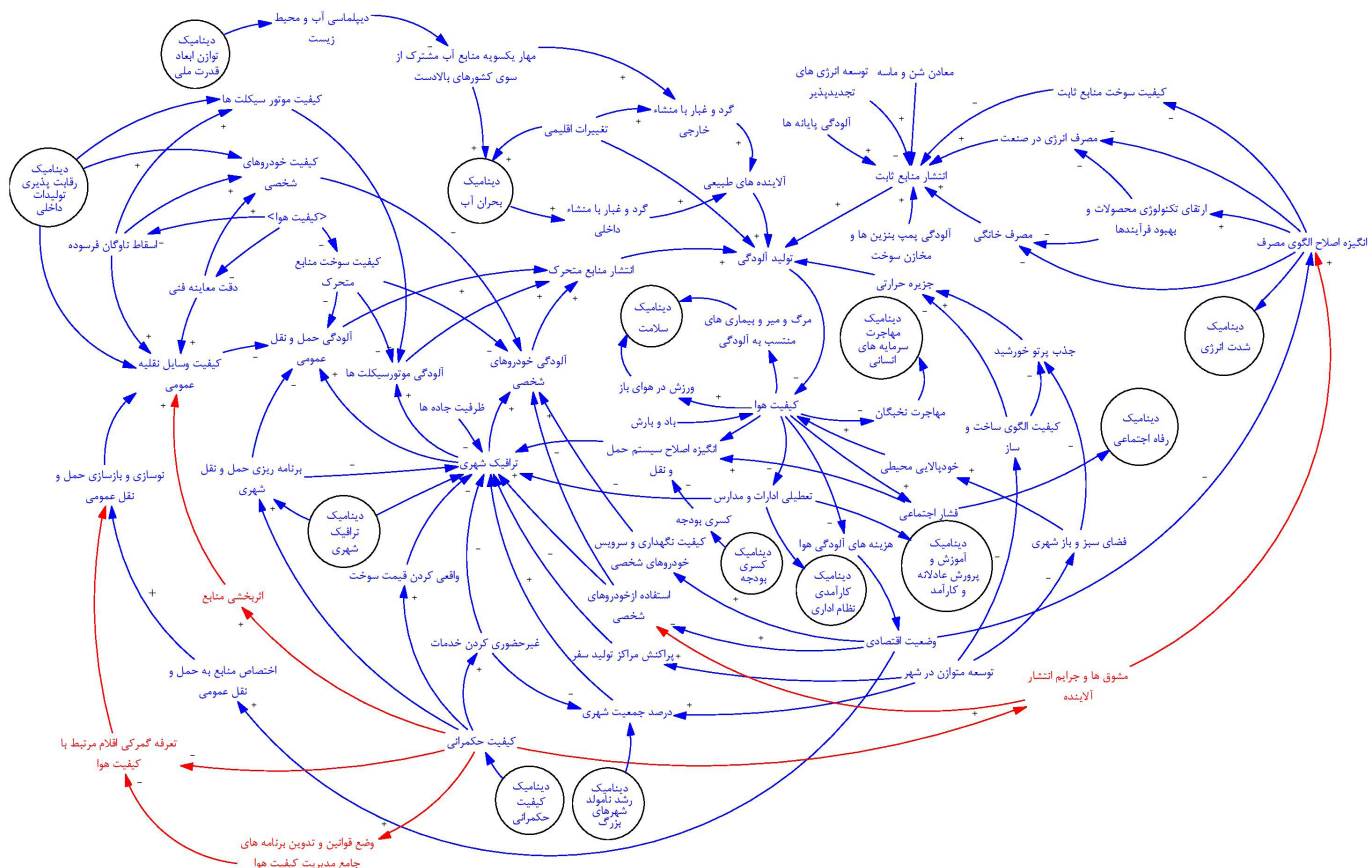 دینامیک
توازن ابعاد
قدرت ملی
دیپلماسی آب و محیط
زیست
مهار یکسویه منابع آب مشترک از
سوی کشورهای بالادست
توسعه انرژی های
تجدیدپذیر
معادن شن و ماسه
کیفیت سوخت منابع ثابت
کیفیت موتور سیکلت ها
گرد و غبار با منشاء
خارجی
تغییرات اقلیمی
آلودگی پایانه ها
مصرف انرژی در صنعت
دینامیک
رقابت پذیری
تولیدات
داخلی
کیفیت خودروهای
شخصی
دینامیک
بحران آب
آلاینده های طبیعی
انتشار منابع ثابت
گرد و غبار با منشاء
داخلی
ارتقای تکنولوژی محصولات و
بهبود فرآیندها
مصرف خانگی
<کیفیت هوا>
اسقاط ناوگان فرسوده
آلودگی پمپ بنزین ها و
مخازن سوخت
انگیزه اصلاح الگوی مصرف
کیفیت سوخت منابع
متحرک
انتشار منابع متحرک
تولید آلودگی
دقت معاینه فنی
جزیره حرارتی
دینامیک
سلامت
مرگ و میر و بیماری های
منتسب به آلودگی
دینامیک
مهاجرت
سرمایه های
انسانی
دینامیک
شدت انرژی
آلودگی حمل و نقل
عمومی
کیفیت وسایل نقلیه
عمومی
آلودگی موتورسیکلت ها
آلودگی خودروهای
شخصی
جذب پرتو خورشید
ورزش در هوای باز
ظرفیت جاده ها
کیفیت هوا
باد و بارش
مهاجرت نخبگان
کیفیت الگوی ساخت و
ساز
دینامیک
رفاه اجتماعی
ترافیک شهری
انگیزه اصلاح سیستم حمل
و نقل
خودپالایی محیطی
برنامه ریزی حمل و نقل
شهری
نوسازی و بازسازی حمل و
نقل عمومی
تعطیلی ادارات و مدارس
فشار اجتماعی
کسری بودجه
دینامیک
ترافیک
شهری
هزینه های آلودگی هوا
فضای سبز و باز شهری
کیفیت نگهداری و سرویس
خودروهای شخصی
دینامیک
کسری
بودجه
دینامیک
کارآمدی
نظام اداری
دینامیک
آموزش و
پرورش عادلانه
و کارآمد
واقعی کردن قیمت سوخت
استفاده ازخودروهای
شخصی
اثربخشی منابع
غیرحضوری کردن خدمات
وضعیت اقتصادی
پراکنش مراکز تولید سفر
توسعه متوازن در شهر
اختصاص منابع به حمل و
نقل عمومی
مشوق ها و جرایم انتشار
آلاینده
درصد جمعیت شهری
کیفیت حکمرانی
تعرفه گمرکی اقلام مرتبط با
کیفیت هوا
دینامیک
کیفیت
حکمرانی
دینامیک
رشد نامولد
شهرهای
بزرگ
وضع قوانین و تدوین برنامه های
جامع مدیریت کیفیت هوا